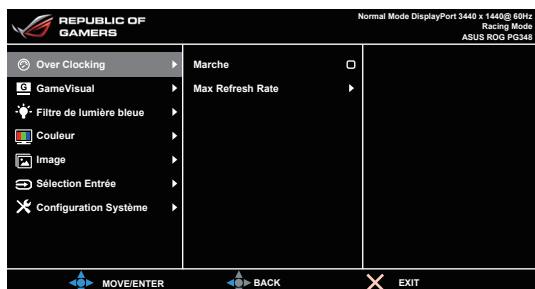 REPUBLIC OF
GAMERS
Normal Mode DisplayPort 3440 x 1440@ 60Hz
Racing Mode
ASUS ROG PG348
Over Clocking
Marche
G GameVisual
Max Refresh Rate
Filtre de lumière bleue
Couleur
Image
Sélection Entrée
Configuration Système
MOVE/ENTER
BACK
EXIT